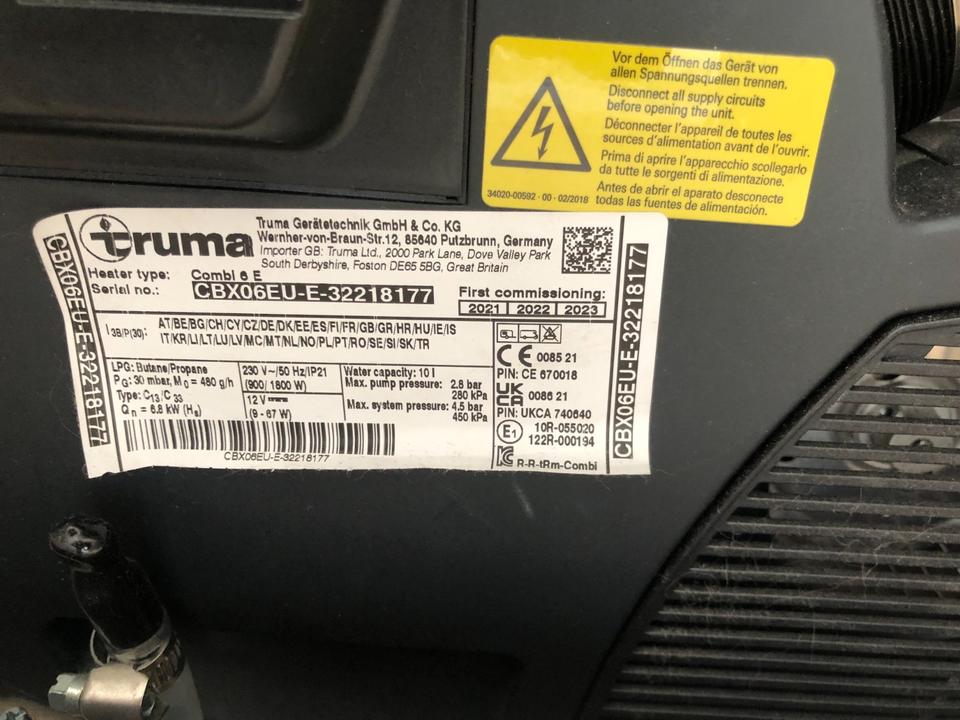 Vor dem Öffnen das Gerät von
allen Spannungsquellen trennen.
Disconnect all supply circuits
before opening the unit.
Déconnecter l'appareil de toutes les
sources d'alimentation avant de l'ouvrir.
Prima di aprire l'apparecchio scollegarlo
da tutte le sorgenti di alimentazione.
Antes de abrir el aparato desconecte
todas las fuentes de alimentación.
34020-00592 · 00 · 02/2018
truma
Truma Gerätetechnik GmbH & Co. KG
Wernher-von-Braun-Str.12, 85640 Putzbrunn, Germany
Importer GB: Truma Ltd., 2000 Park Lane, Dove Valley Park
South Derbyshire, Foston DE65 5BG, Great Britain
Heater type: Combi 6 E
Serial no.: CBX06EU-E-32218177
First commissioning:
2021 | 2022 | 2023
I3B/P(30): AT/BE/BG/CH/CY/CZ/DE/DK/EE/ES/FI/FR/GB/GR/HR/HU/IE/IS
IT/KR/LI/LT/LU/LV/MC/MT/NL/NO/PL/PT/RO/SE/SI/SK/TR
LPG: Butane/Propane
PG: 30 mbar, M0 = 480 g/h
Type: C13/C 33
Qn = 6.8 kW (Hs)
230 V~/50 Hz/IP21
(900/ 1800 W)
12 V⎓
(9 - 67 W)
Water capacity: 10 l
Max. pump pressure: 2.8 bar
280 kPa
Max. system pressure: 4.5 bar
450 kPa
CE 0085 21
PIN: CE 670018
UKCA 0086 21
PIN: UKCA 740640
E1 10R-055020
122R-000194
R-R-tRm-Combi
CBX06EU-E-32218177
CBX06EU-E-32218177
CBX06EU-E-32218177